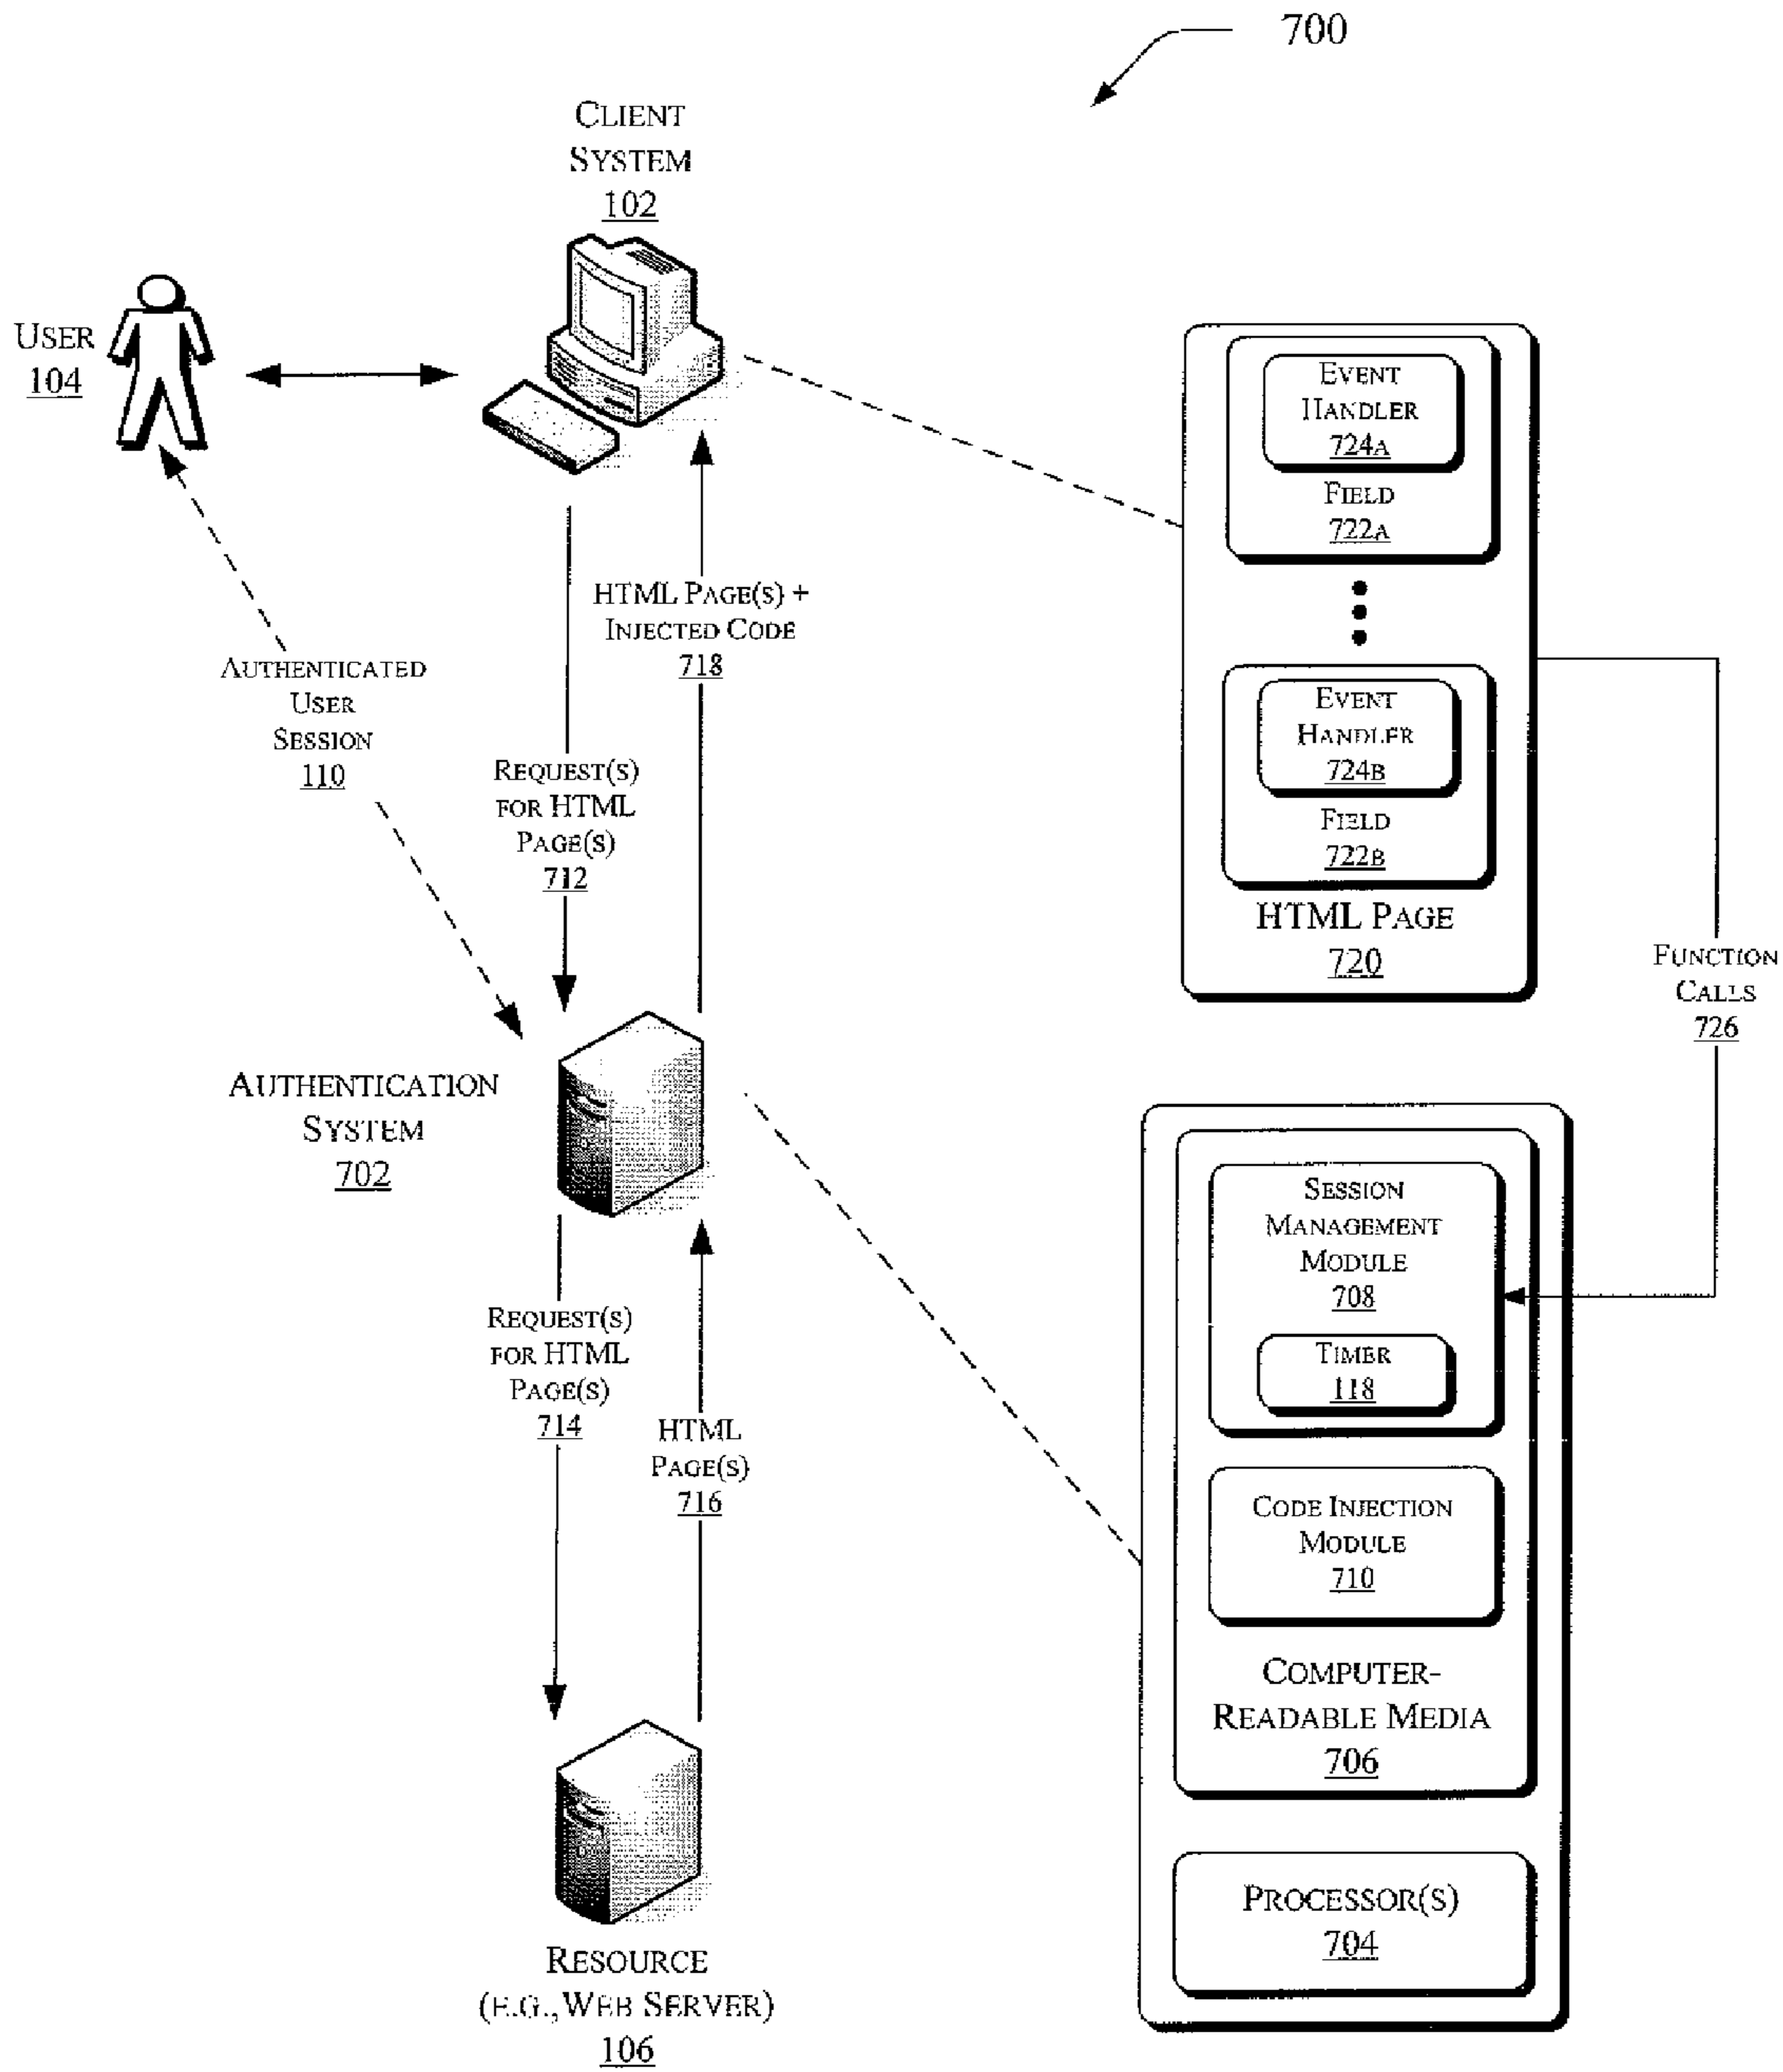 700
CLIENT
SYSTEM
102
USER
104
AUTHENTICATED
USER
SESSION
110
REQUEST(S)
FOR HTML
PAGE(S)
712
HTML PAGE(S) +
INJECTED CODE
718
AUTHENTICATION
SYSTEM
702
REQUEST(S)
FOR HTML
PAGE(S)
714
HTML
PAGE(S)
716
RESOURCE
(E.G., WEB SERVER)
106
EVENT
HANDLER
724A
FIELD
722A
EVENT
HANDLER
724B
FIELD
722B
HTML PAGE
720
FUNCTION
CALLS
726
SESSION
MANAGEMENT
MODULE
708
TIMER
118
CODE INJECTION
MODULE
710
COMPUTER-
READABLE MEDIA
706
PROCESSOR(S)
704